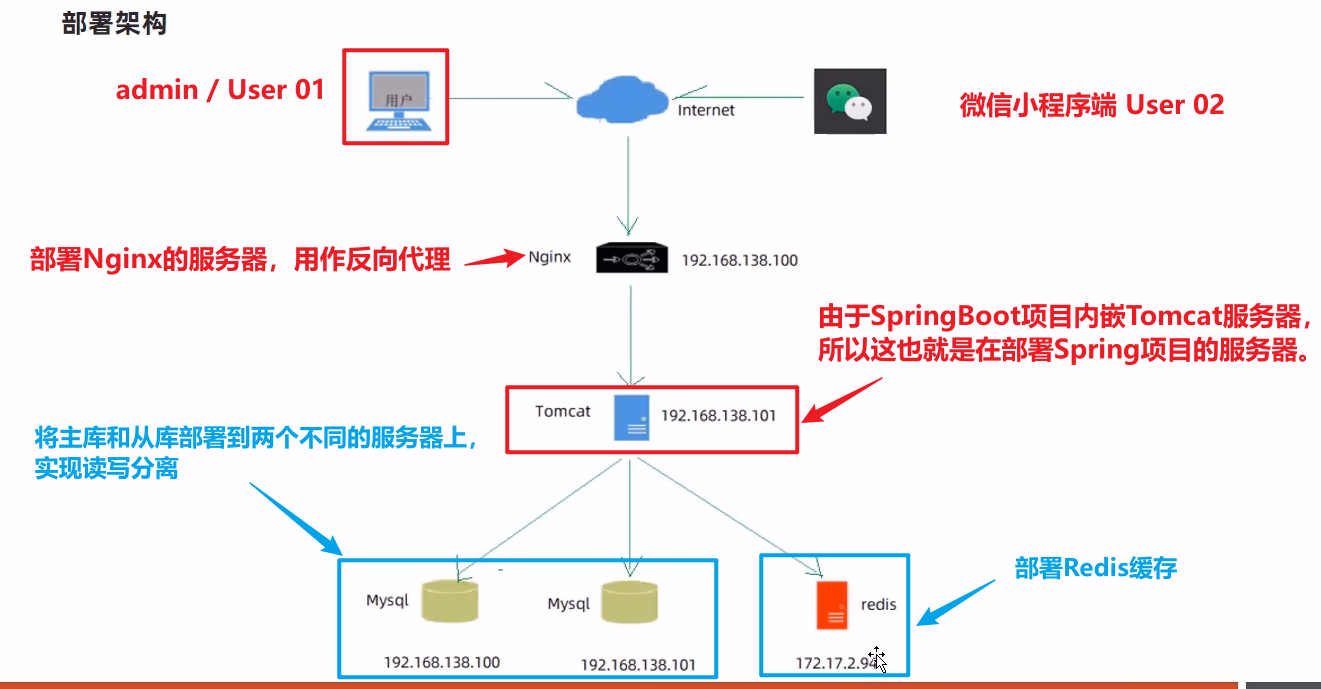 部署架构
admin / User 01
用户
Internet
微信小程序端 User 02
部署Nginx的服务器，用作反向代理
Nginx
192.168.138.100
由于SpringBoot项目内嵌Tomcat服务器，
所以这也就是在部署Spring项目的服务器。
Tomcat
192.168.138.101
将主库和从库部署到两个不同的服务器上，
实现读写分离
Mysql
192.168.138.100
Mysql
192.168.138.101
redis
172.17.2.94
部署Redis缓存